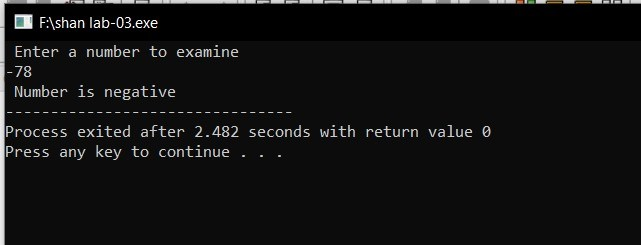 F:\shan lab-03.exe
Enter a number to examine
-78
Number is negative
--------------------------------
Process exited after 2.482 seconds with return value 0
Press any key to continue . . .